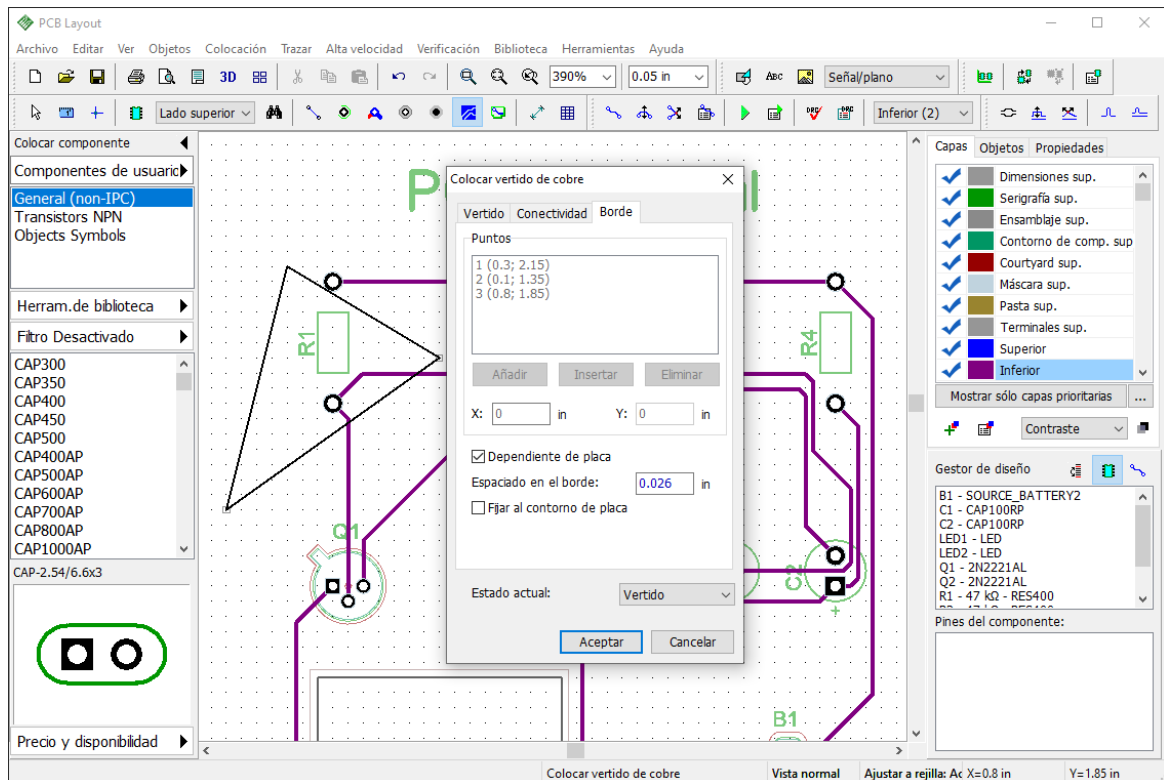 PCB Layout
Archivo Editar Ver Objetos Colocación Trazar Alta velocidad Verificación Biblioteca Herramientas Ayuda
3D 390% 0.05 in ABC Señal/plano
Lado superior DRC DRC Inferior (2)
Colocar componente
Componentes de usuario
General (non-IPC)
Transistors NPN
Objects Symbols
Herram.de biblioteca
Filtro Desactivado
CAP300
CAP350
CAP400
CAP450
CAP500
CAP400AP
CAP500AP
CAP600AP
CAP700AP
CAP800AP
CAP1000AP
CAP-2.54/6.6x3
Precio y disponibilidad
R1
Q1
R4
C2
+
B1
Colocar vertido de cobre
Vertido Conectividad Borde
Puntos
1 (0.3; 2.15)
2 (0.1; 1.35)
3 (0.8; 1.85)
Añadir Insertar Eliminar
X: 0 in Y: 0 in
Dependiente de placa
Espaciado en el borde: 0.026 in
Fijar al contorno de placa
Estado actual: Vertido
Aceptar Cancelar
Capas Objetos Propiedades
Dimensiones sup.
Serigrafía sup.
Ensamblaje sup.
Contorno de comp. sup
Courtyard sup.
Máscara sup.
Pasta sup.
Terminales sup.
Superior
Inferior
Mostrar sólo capas prioritarias ...
Contraste
Gestor de diseño
B1 - SOURCE_BATTERY2
C1 - CAP100RP
C2 - CAP100RP
LED1 - LED
LED2 - LED
Q1 - 2N2221AL
Q2 - 2N2221AL
R1 - 47 kΩ - RES400
Pines del componente:
Colocar vertido de cobre Vista normal Ajustar a rejilla: Ac X=0.8 in Y=1.85 in